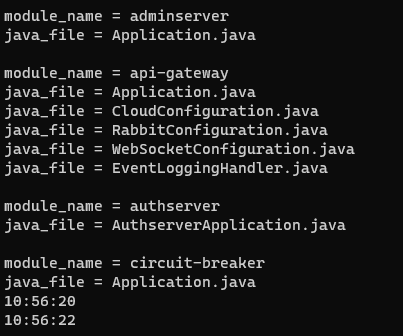 module_name = adminserver
java_file = Application.java
module_name = api-gateway
java_file = Application.java
java_file = CloudConfiguration.java
java_file = RabbitConfiguration.java
java_file = WebSocketConfiguration.java
java_file = EventLoggingHandler.java
module_name = authserver
java_file = AuthserverApplication.java
module_name = circuit-breaker
java_file = Application.java
10:56:20
10:56:22